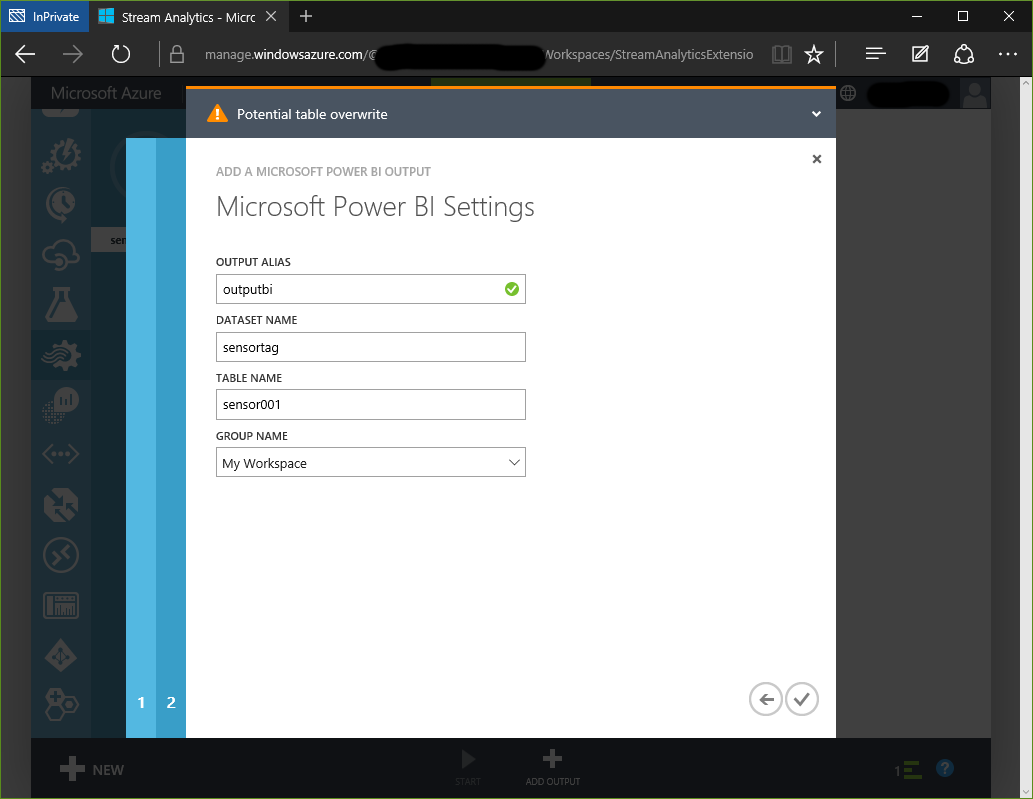 InPrivate
Stream Analytics - Micrc
manage.windowsazure.com/@
Workspaces/StreamAnalyticsExtensio
Microsoft Azure
Potential table overwrite
ADD A MICROSOFT POWER BI OUTPUT
Microsoft Power BI Settings
OUTPUT ALIAS
outputbi
DATASET NAME
sensortag
TABLE NAME
sensor001
GROUP NAME
My Workspace
sen
1 2
NEW
START
ADD OUTPUT
1
?